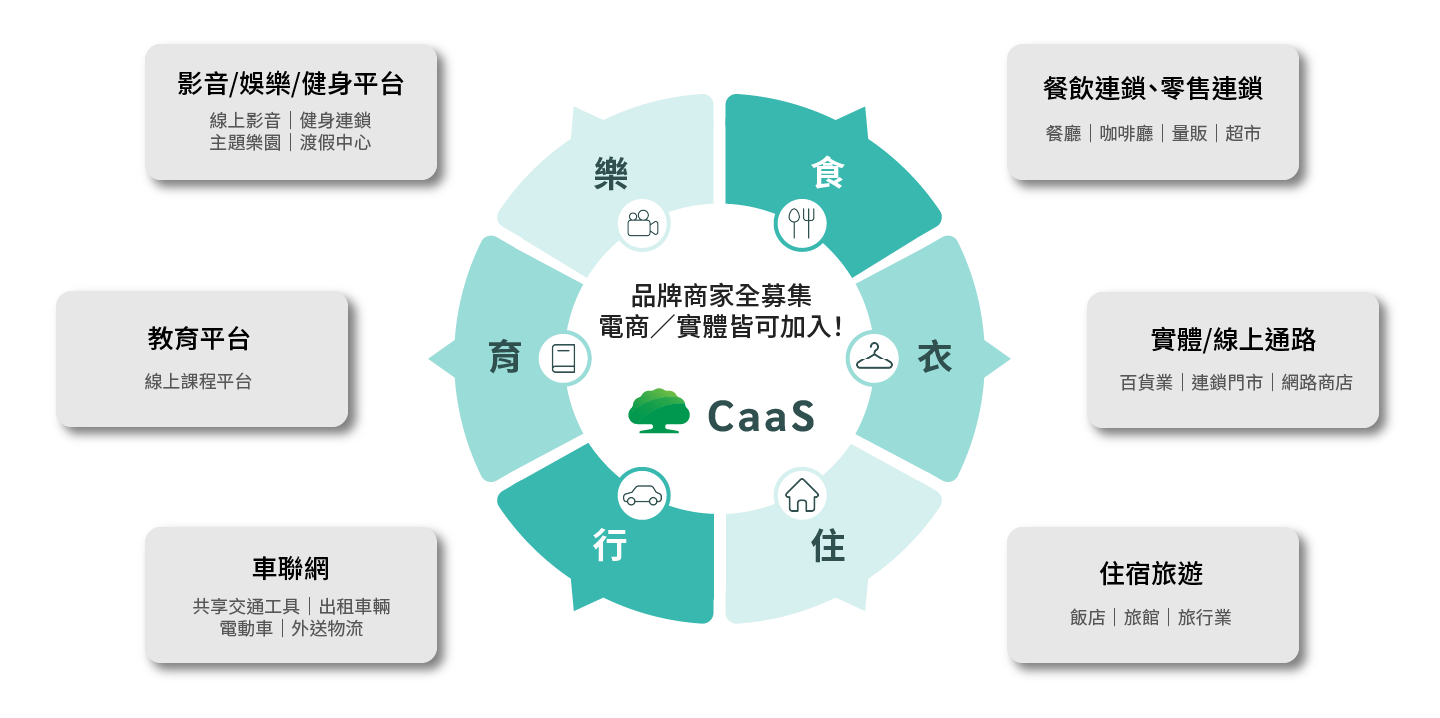 影音/娛樂/健身平台
線上影音｜健身連鎖
主題樂園｜渡假中心
餐飲連鎖、零售連鎖
餐廳｜咖啡廳｜量販｜超市
樂
食
教育平台
線上課程平台
育
品牌商家全募集
電商／實體皆可加入!
CaaS
衣
實體/線上通路
百貨業｜連鎖門市｜網路商店
行
住
車聯網
共享交通工具｜出租車輛
電動車｜外送物流
住宿旅遊
飯店｜旅館｜旅行業